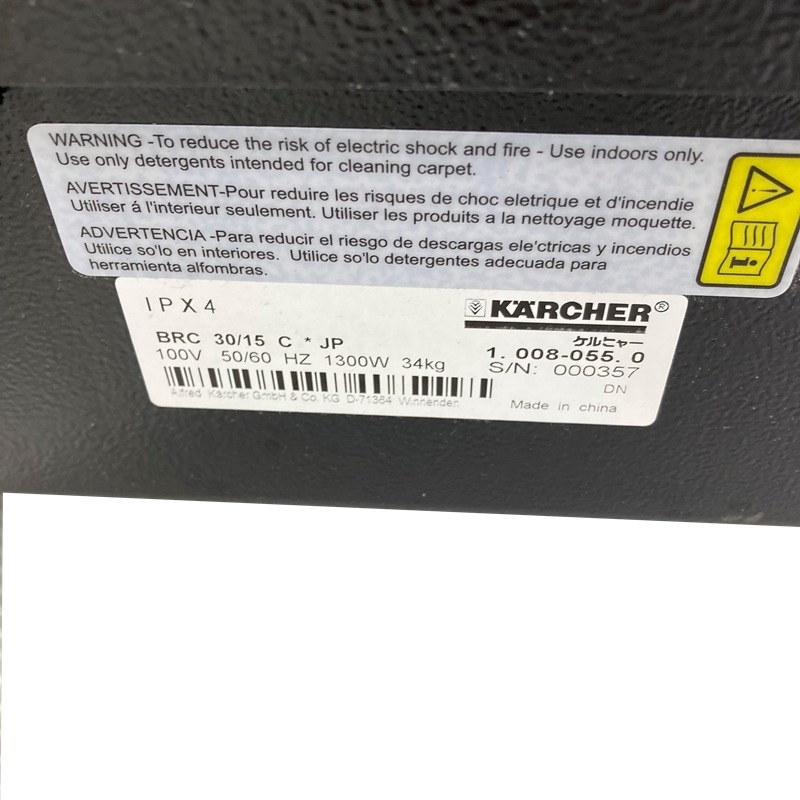 WARNING -To reduce the risk of electric shock and fire - Use indoors only.
Use only detergents intended for cleaning carpet.
AVERTISSEMENT-Pour reduire les risques de choc eletrique et d'incendie
Utiliser á l'interieur seulement. Utiliser les produits a la nettoyage moquette.
ADVERTENCIA -Para reducir el riesgo de descargas ele'ctricas y incendios
Utilice so'lo en interiores. Utilice so'lo detergentes adecuada para
herramienta alfombras.
IPX4
KÄRCHER®
ケルヒャー
BRC 30/15 C * JP
1. 008-055. 0
100V 50/60 HZ 1300W 34kg
S/N: 000357
DN
Alfred Karcher GmbH & Co. KG D-71364 Winnenden
Made in china